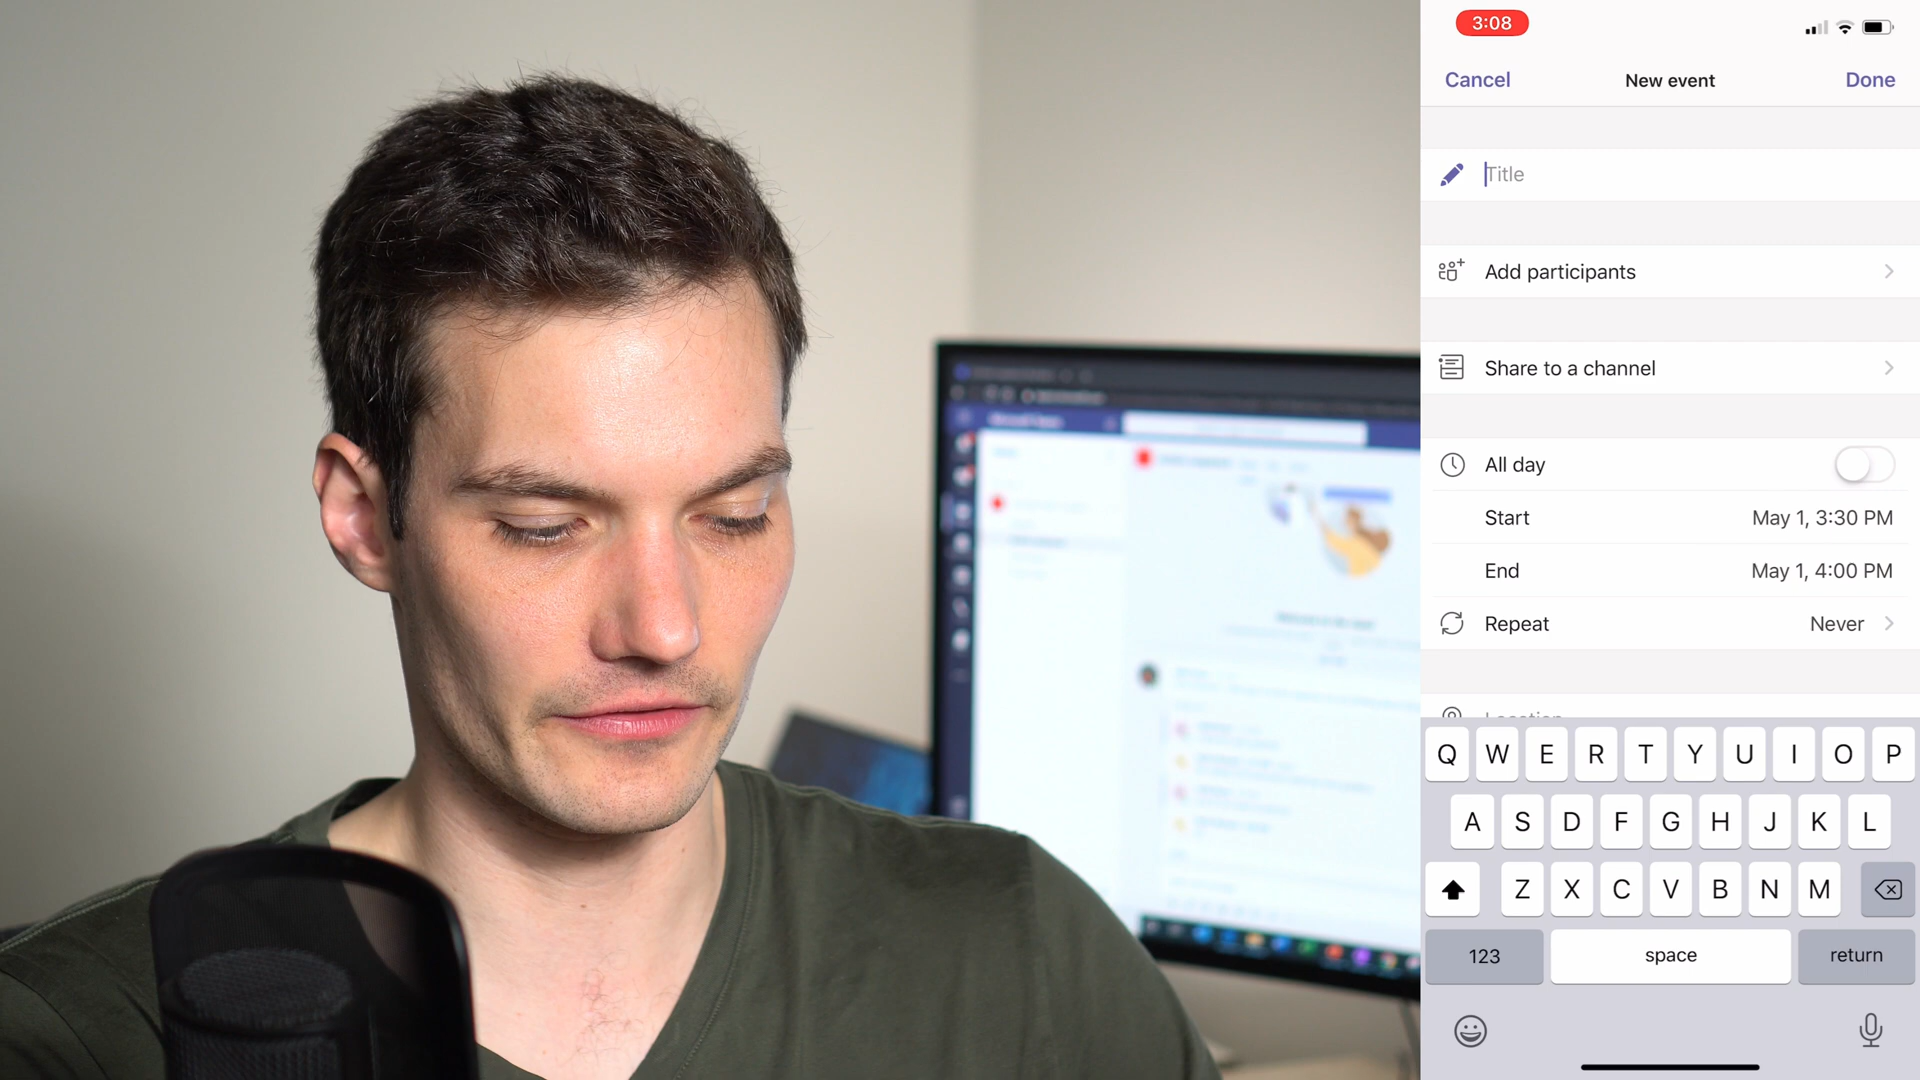 3:08
Cancel New event Done
Title
Add participants
Share to a channel
All day
Start May 1, 3:30 PM
End May 1, 4:00 PM
Repeat Never
Location
Q W E R T Y U I O P
A S D F G H J K L
Z X C V B N M
123 space return